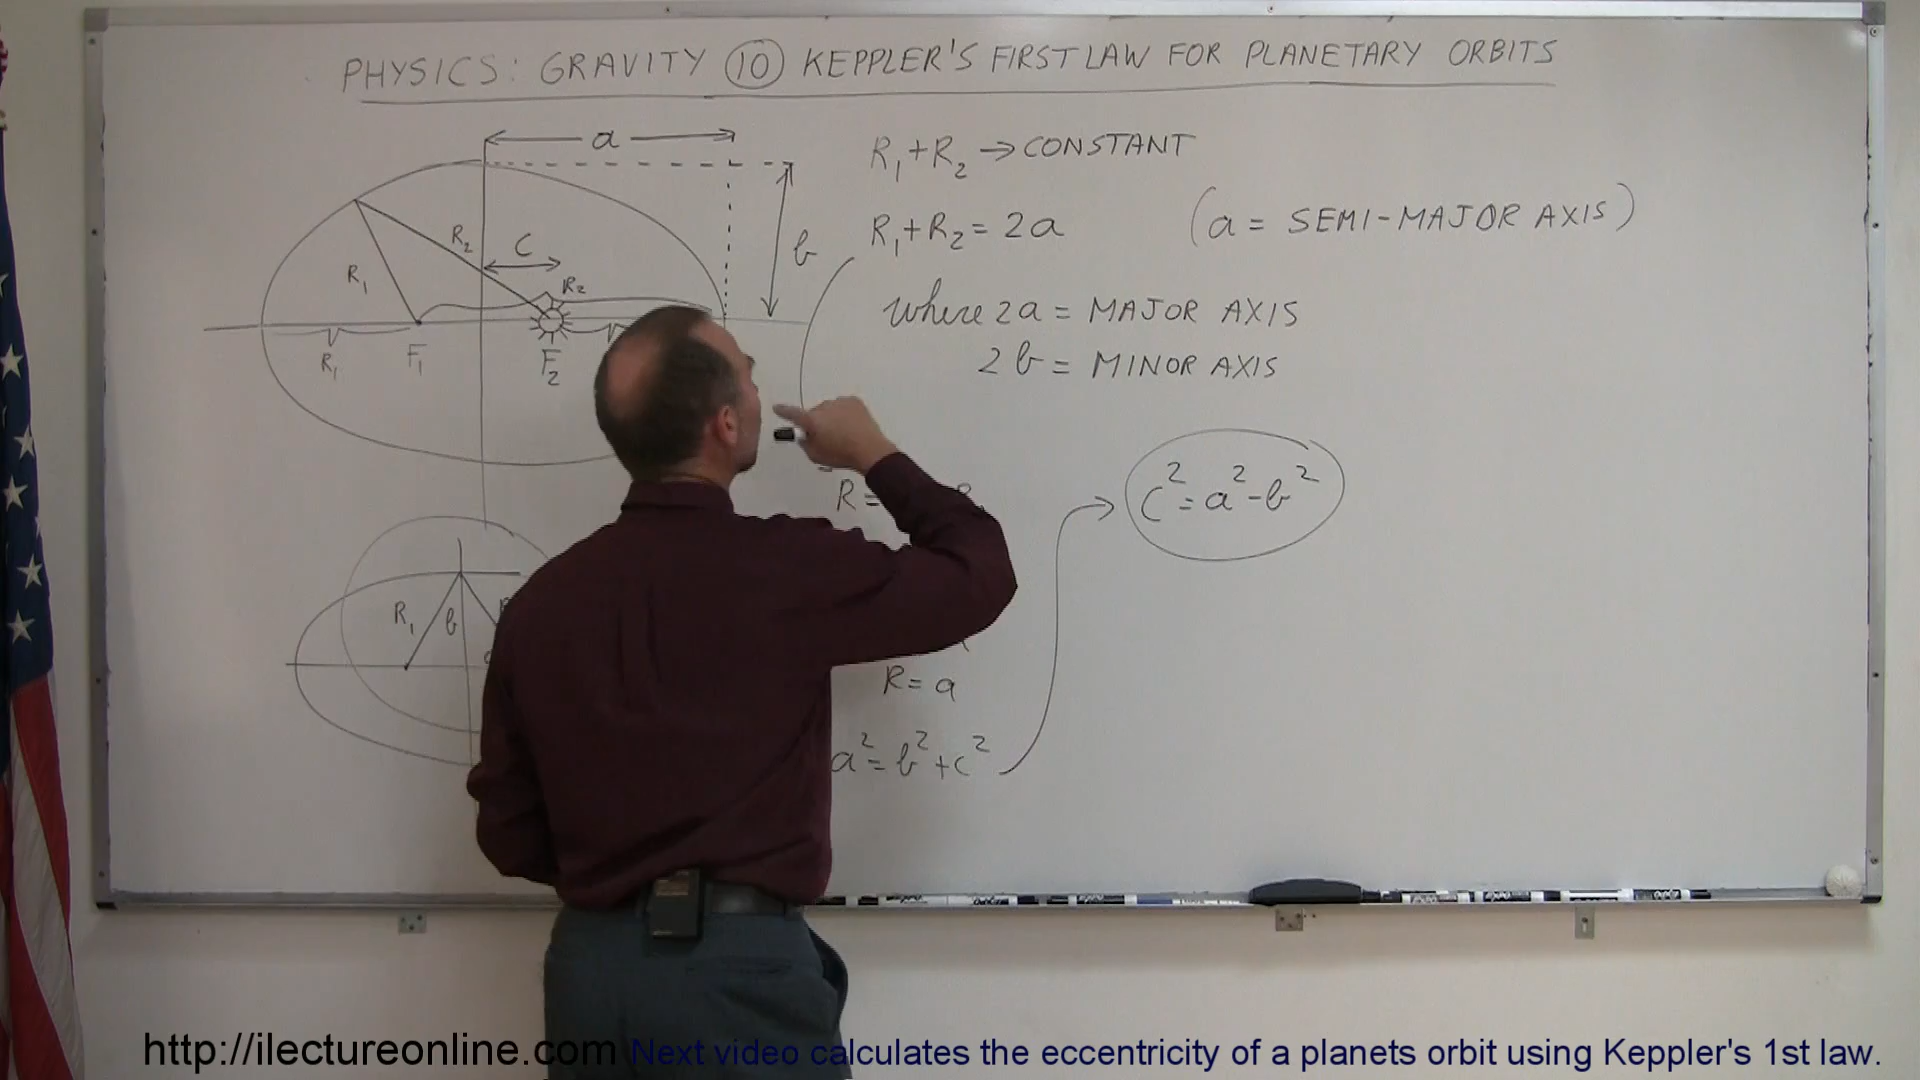 PHYSICS: GRAVITY 10 KEPPLER'S FIRST LAW FOR PLANETARY ORBITS
a
R1+R2 → CONSTANT
R1+R2 = 2a (a = SEMI-MAJOR AXIS)
R2
C
b
R1
R2
where 2a = MAJOR AXIS
R1
F1
F2
2b = MINOR AXIS
R=
c²=a²-b²
R1
b
R=a
a²=b²+c²
http://ilectureonline.com Next video calculates the eccentricity of a planets orbit using Keppler's 1st law.